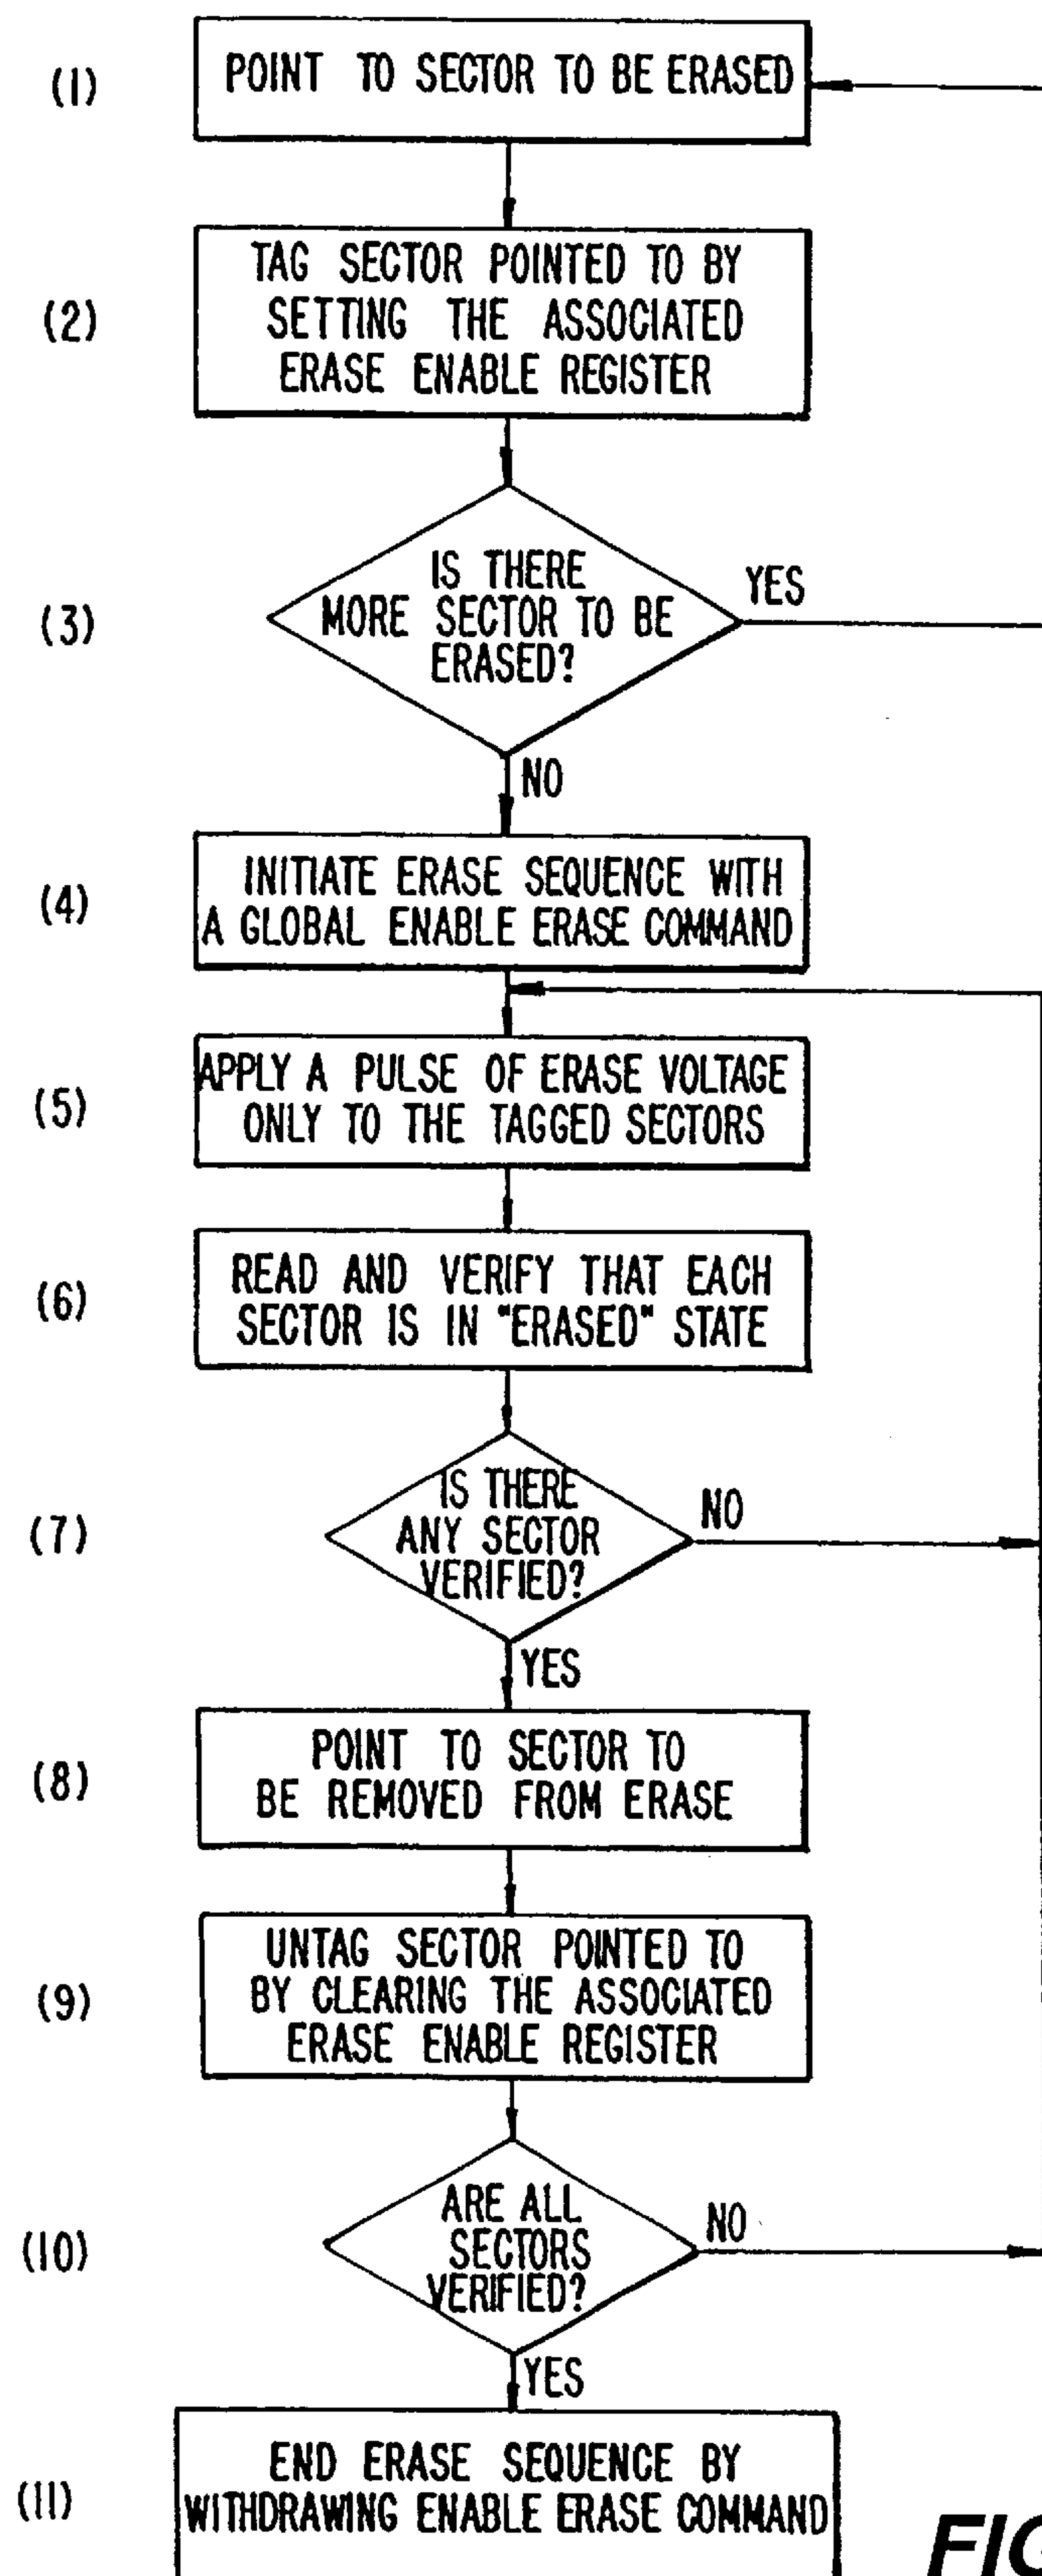 (1)
POINT TO SECTOR TO BE ERASED
(2)
TAG SECTOR POINTED TO BY
SETTING THE ASSOCIATED
ERASE ENABLE REGISTER
(3)
IS THERE
MORE SECTOR TO BE
ERASED?
YES
NO
(4)
INITIATE ERASE SEQUENCE WITH
A GLOBAL ENABLE ERASE COMMAND
(5)
APPLY A PULSE OF ERASE VOLTAGE
ONLY TO THE TAGGED SECTORS
(6)
READ AND VERIFY THAT EACH
SECTOR IS IN "ERASED" STATE
(7)
IS THERE
ANY SECTOR
VERIFIED?
NO
YES
(8)
POINT TO SECTOR TO
BE REMOVED FROM ERASE
(9)
UNTAG SECTOR POINTED TO
BY CLEARING THE ASSOCIATED
ERASE ENABLE REGISTER
(10)
ARE ALL
SECTORS
VERIFIED?
NO
YES
(11)
END ERASE SEQUENCE BY
WITHDRAWING ENABLE ERASE COMMAND
FIG